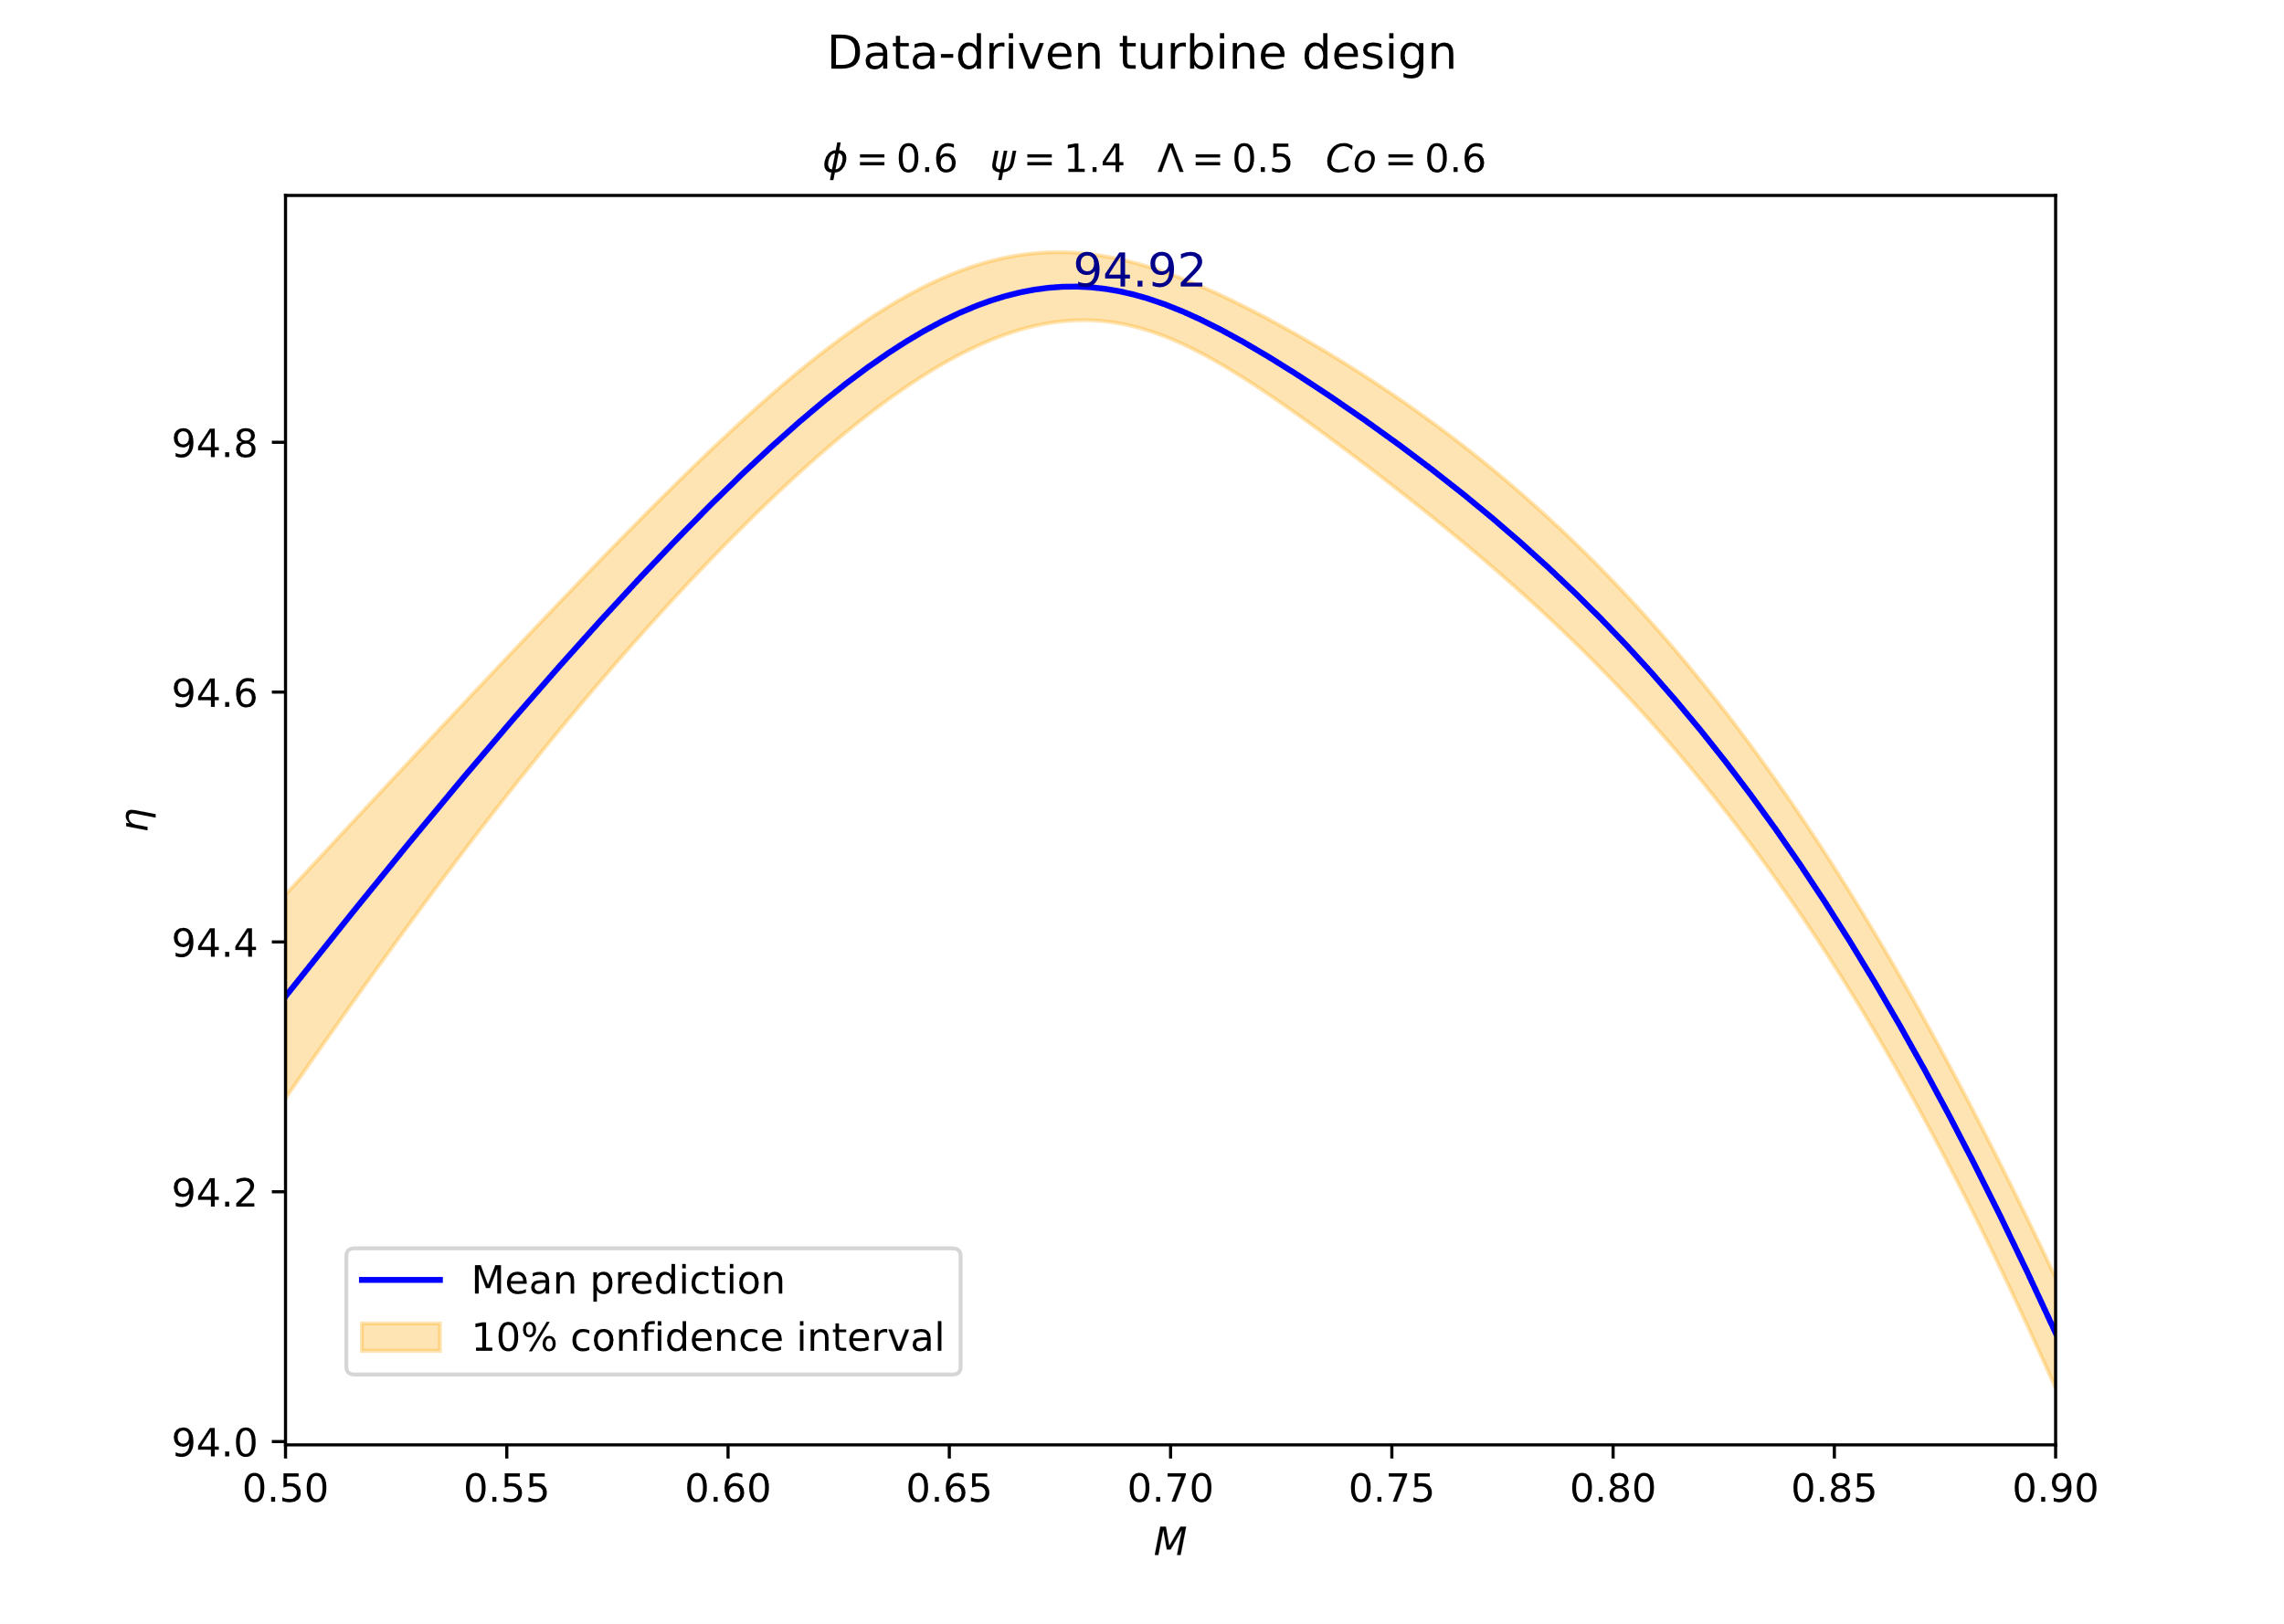 Data-driven turbine design
ϕ = 0.6 ψ = 1.4 Λ = 0.5 Co = 0.6
94.92
94.8
94.6
94.4
94.2
94.0
η
Mean prediction
10% confidence interval
0.50 0.55 0.60 0.65 0.70 0.75 0.80 0.85 0.90
M